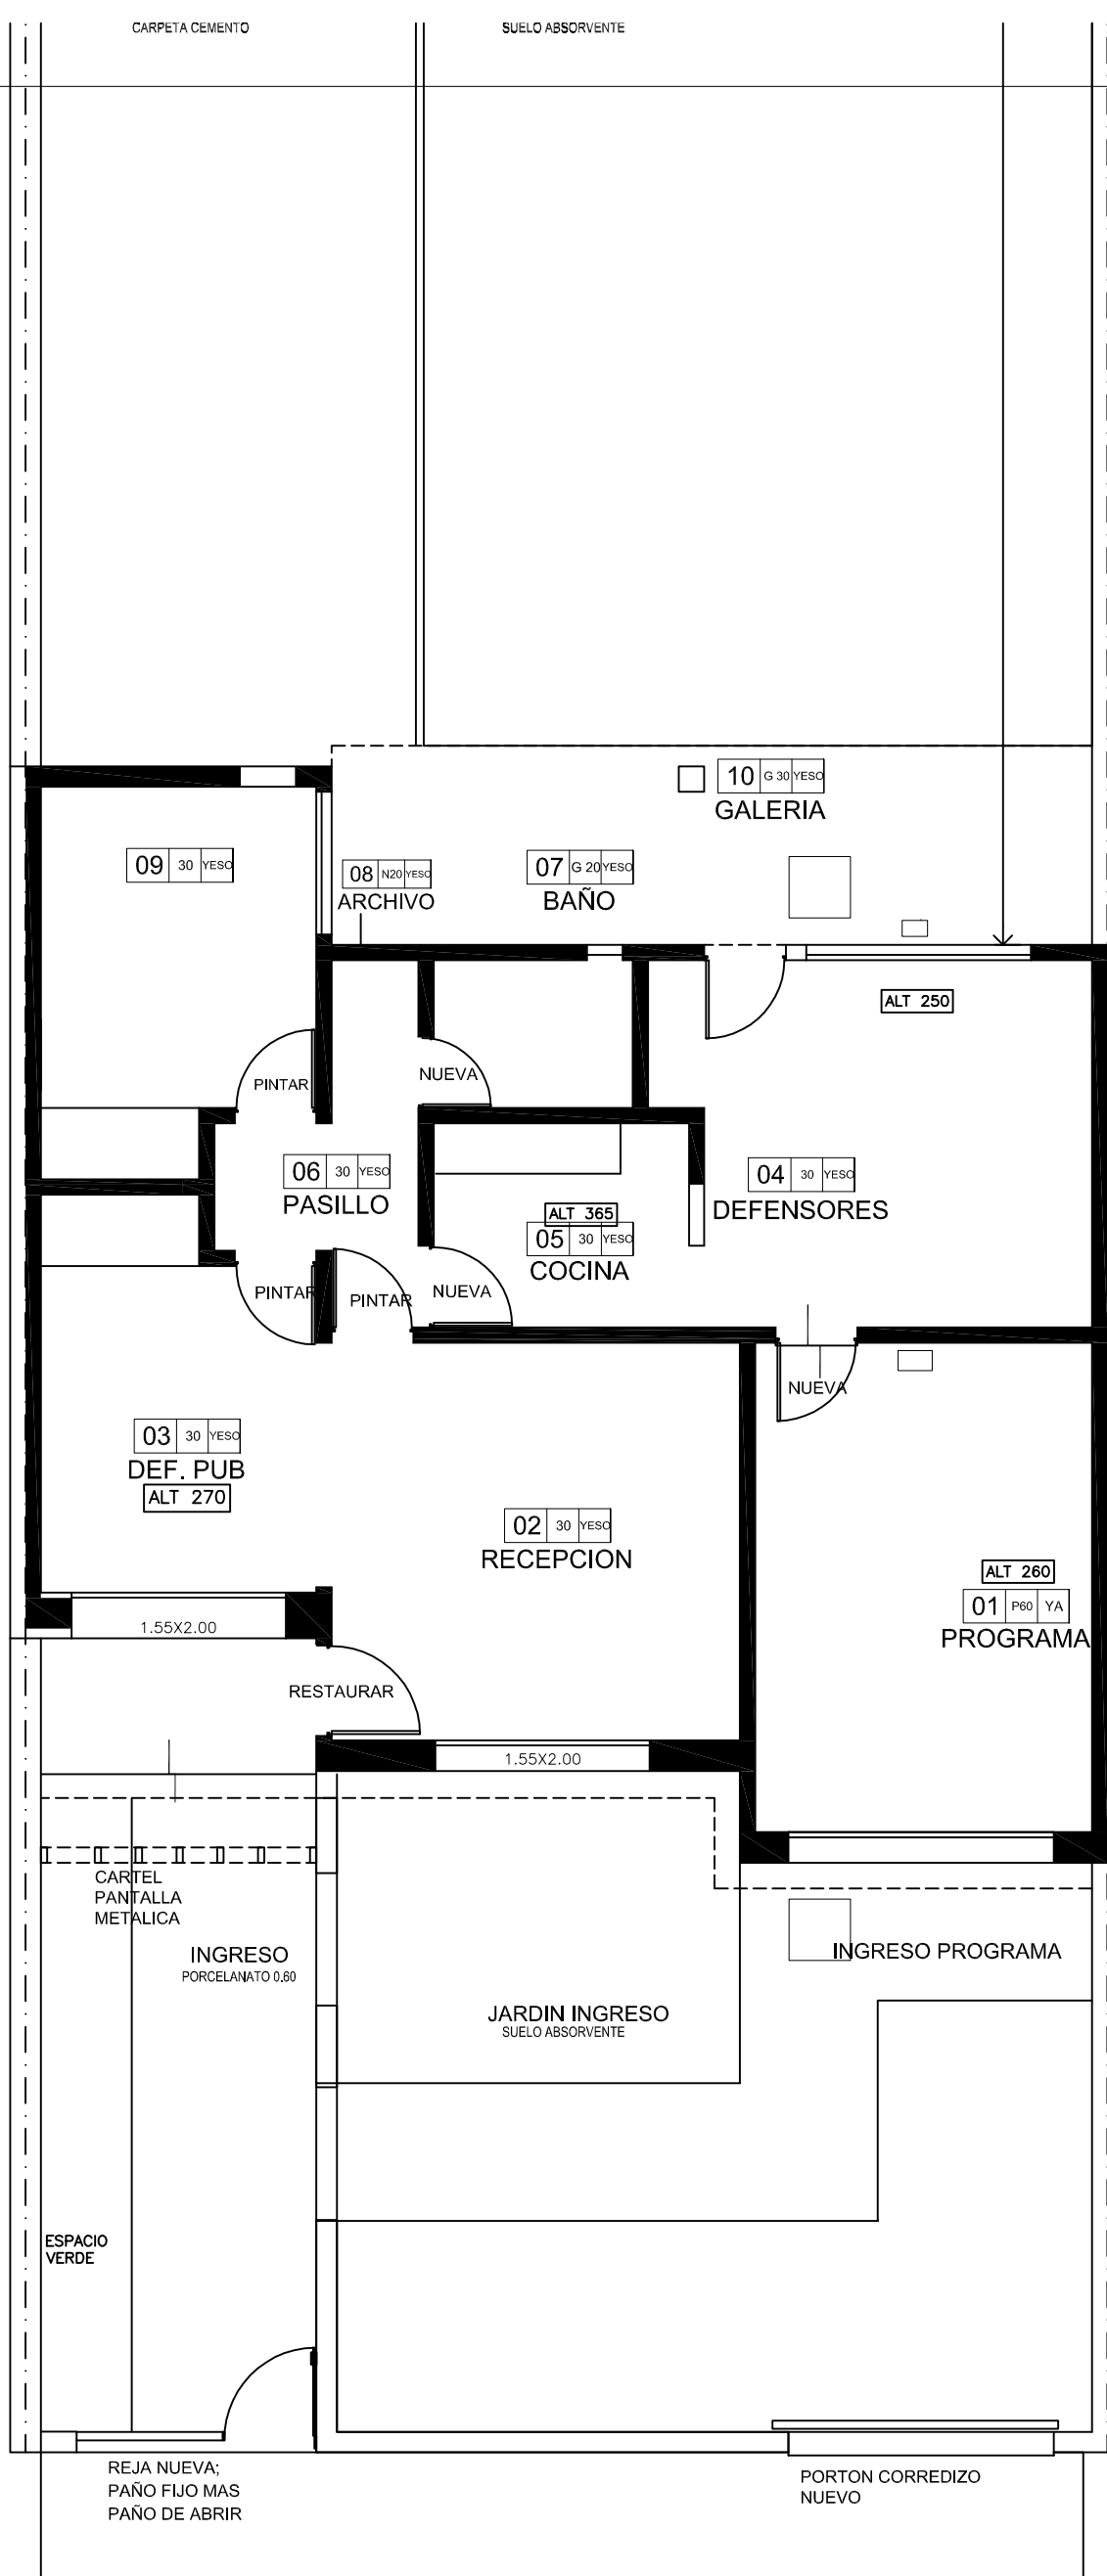 CARPETA CEMENTO
SUELO ABSORVENTE
10 G 30 YESO
GALERIA
09 30 YESO
08 N20 YESO
ARCHIVO
07 G 20 YESO
BAÑO
ALT 250
PINTAR
NUEVA
06 30 YESO
PASILLO
04 30 YESO
DEFENSORES
ALT 365
05 30 YESO
COCINA
PINTAR
PINTAR
NUEVA
NUEVA
03 30 YESO
DEF. PUB
ALT 270
02 30 YESO
RECEPCION
ALT 260
01 P60 YA
PROGRAMA
1.55X2.00
RESTAURAR
1.55X2.00
CARTEL
PANTALLA
METALICA
INGRESO
PORCELANATO 0.60
INGRESO PROGRAMA
JARDIN INGRESO
SUELO ABSORVENTE
ESPACIO
VERDE
REJA NUEVA;
PAÑO FIJO MAS
PAÑO DE ABRIR
PORTON CORREDIZO
NUEVO